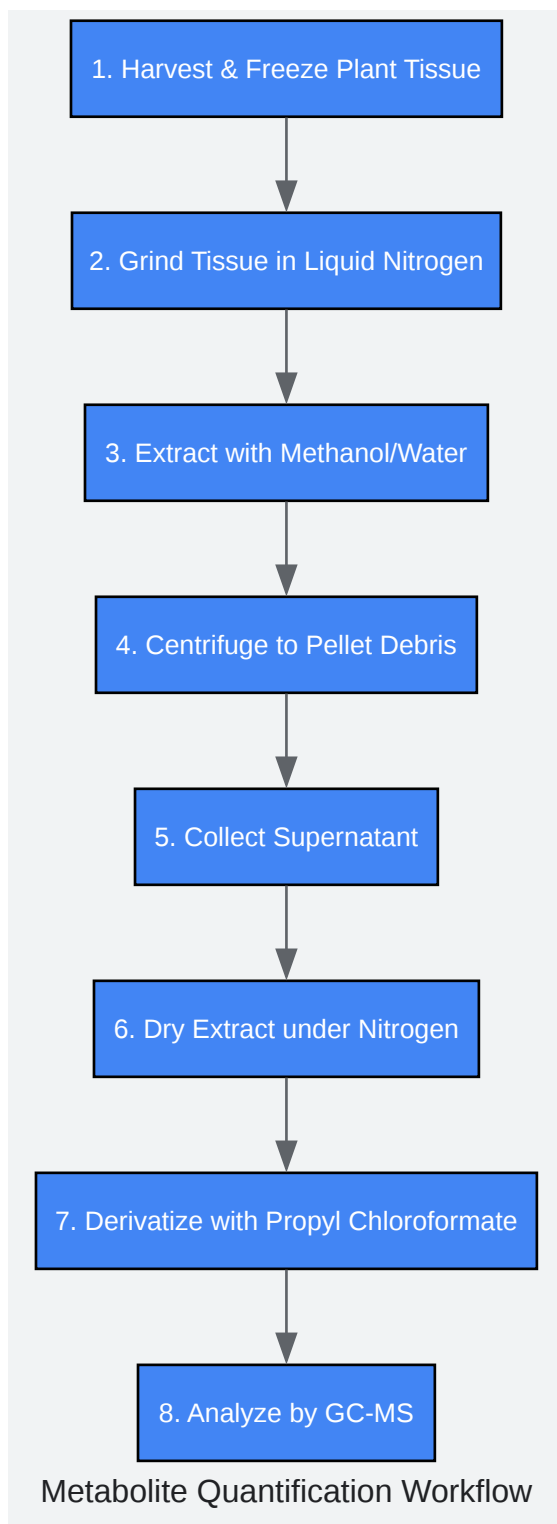 1. Harvest & Freeze Plant Tissue
2. Grind Tissue in Liquid Nitrogen
3. Extract with Methanol/Water
4. Centrifuge to Pellet Debris
5. Collect Supernatant
6. Dry Extract under Nitrogen
7. Derivatize with Propyl Chloroformate
8. Analyze by GC-MS
Metabolite Quantification Workflow